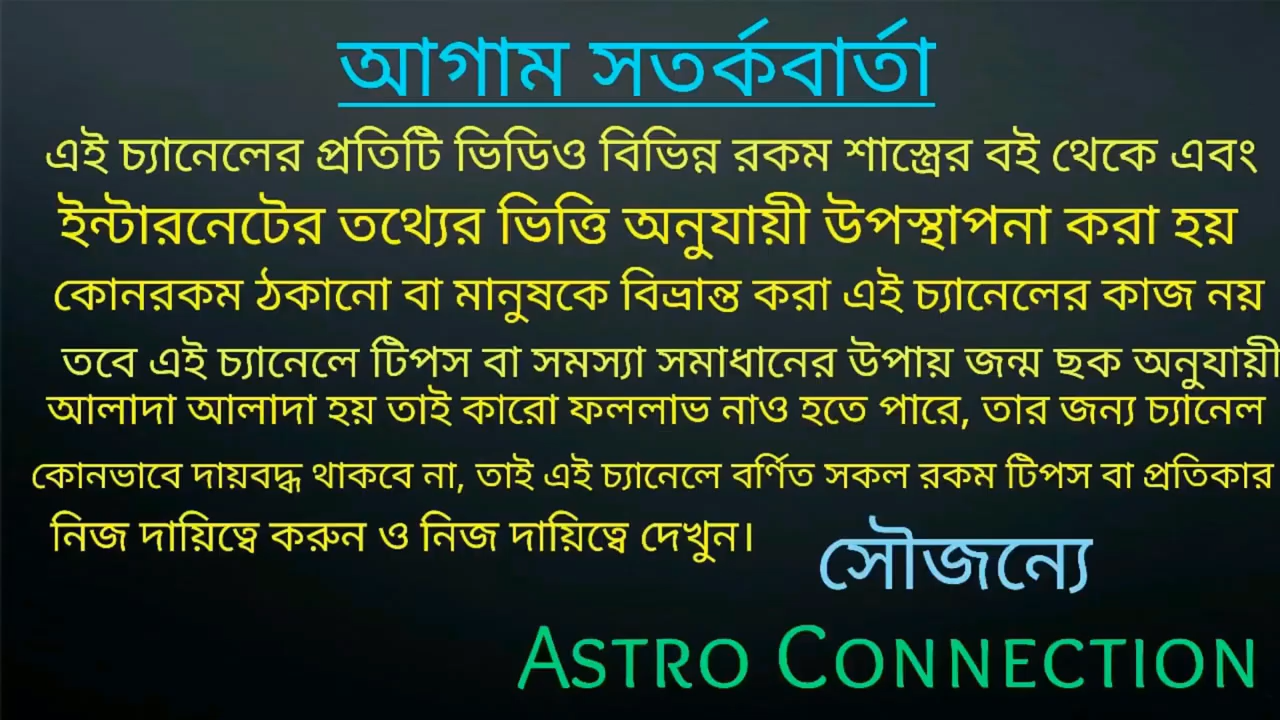 আগাম সতর্কবার্তা
এই চ্যানেলের প্রতিটি ভিডিও বিভিন্ন রকম শাস্ত্রের বই থেকে এবং
ইন্টারনেটের তথ্যের ভিত্তি অনুযায়ী উপস্থাপনা করা হয়
কোনরকম ঠকানো বা মানুষকে বিভ্রান্ত করা এই চ্যানেলের কাজ নয়
তবে এই চ্যানেলে টিপস বা সমস্যা সমাধানের উপায় জন্ম ছক অনুযায়ী
আলাদা আলাদা হয় তাই কারো ফললাভ নাও হতে পারে, তার জন্য চ্যানেল
কোনভাবে দায়বদ্ধ থাকবে না, তাই এই চ্যানেলে বর্ণিত সকল রকম টিপস বা প্রতিকার
নিজ দায়িত্বে করুন ও নিজ দায়িত্বে দেখুন।
সৌজন্যে
ASTRO CONNECTION